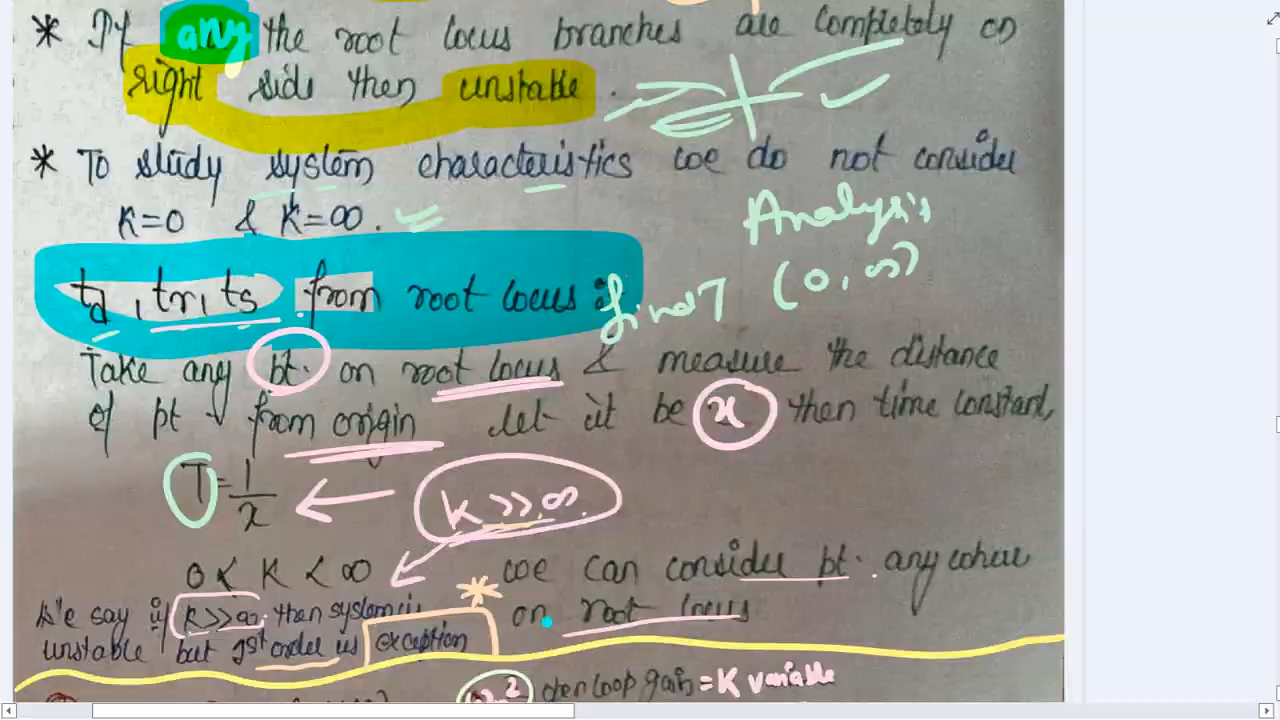 * If any the root locus branches are completely on
right side then unstable.
* To study system characteristics we do not consider
K=0 & K=∞.
Analysis
(0, ∞)
td, tr, ts from root locus :
find?
Take any pt. on root locus & measure the distance
of pt from origin let it be x then time constant,
T = 1/x
K >> ∞
0 < K < ∞
we can consider pt. anywhere
on root locus
We say if K>>∞ then system is
unstable but 1st order is exception
open loop gain = K variable